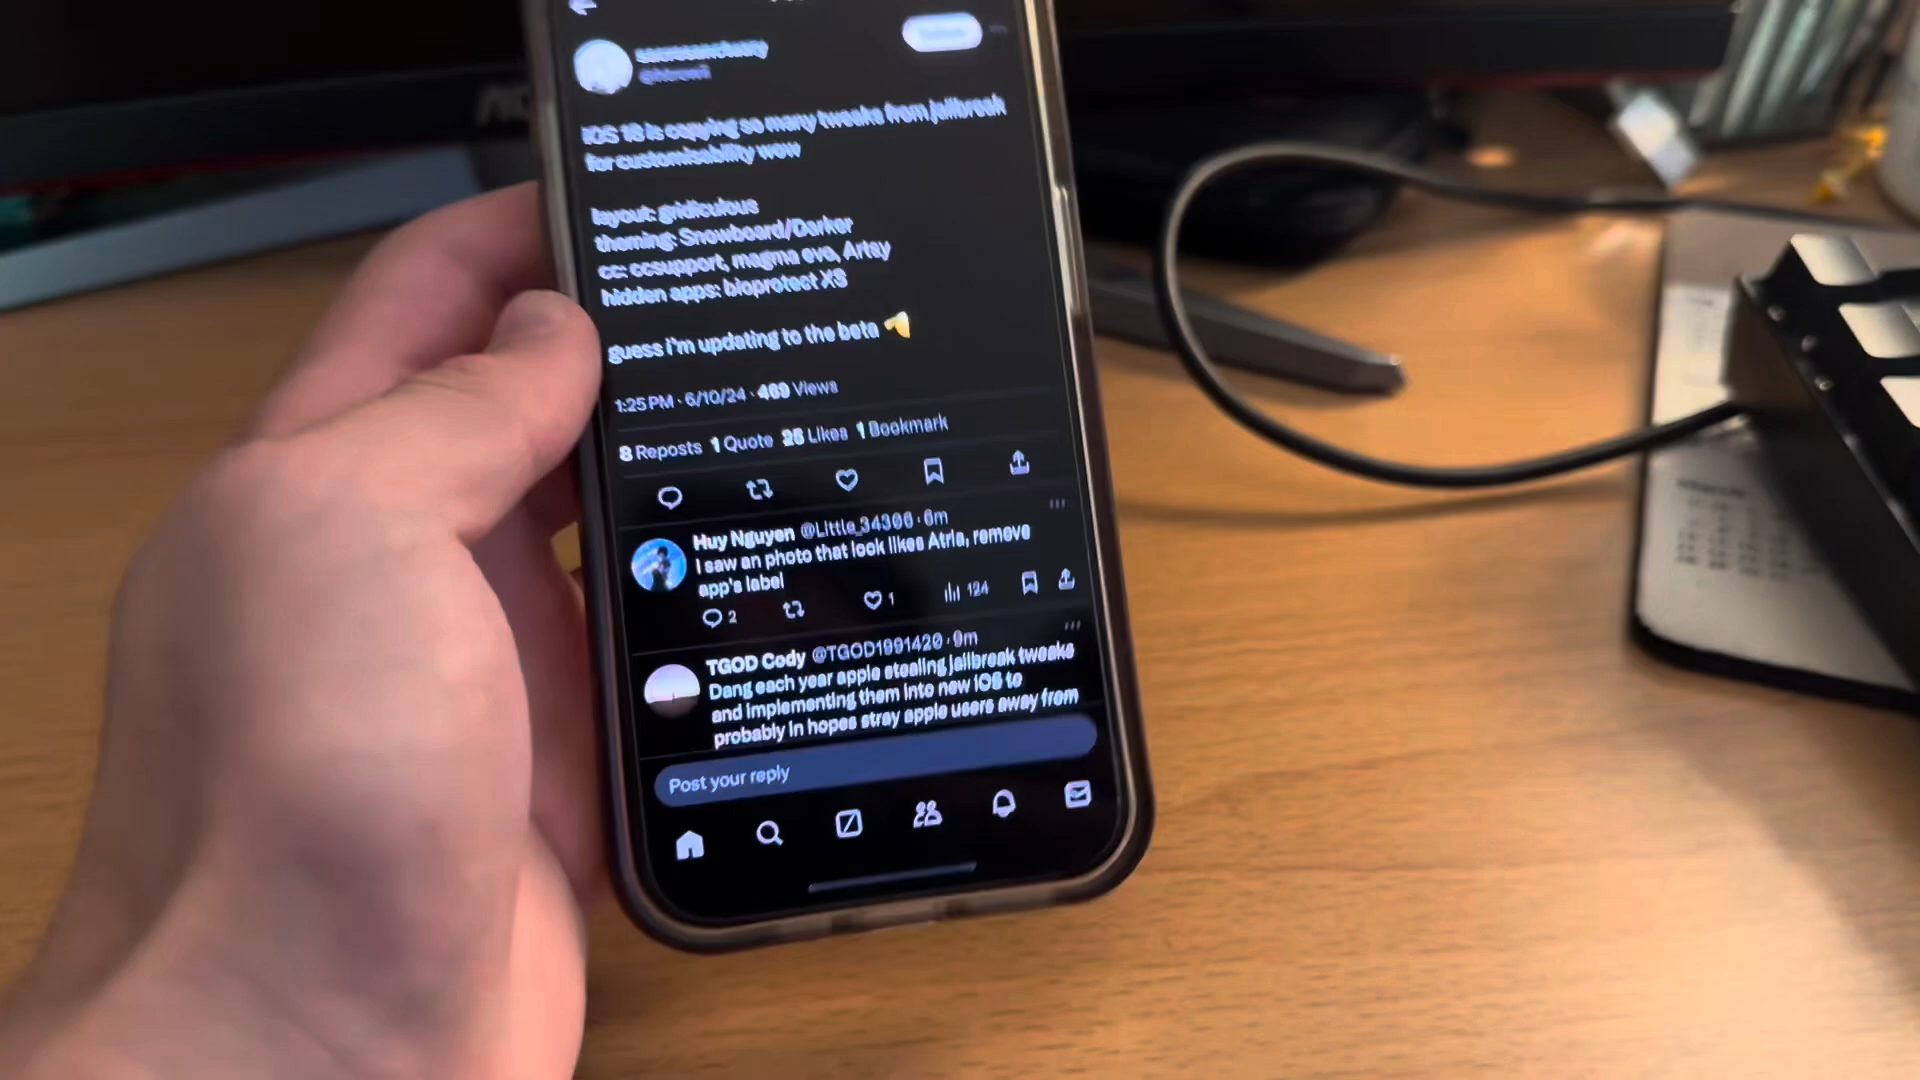 iOS 18 is copying so many tweaks from jailbreak
for customisability wow
layout: gridiculous
theming: Snowboard/Darker
cc: ccsupport, magma evo, Artsy
hidden apps: bioprotect XS
guess i'm updating to the beta
1:25 PM · 6/10/24 · 469 Views
8 Reposts 1 Quote 26 Likes 1 Bookmark
Huy Nguyen @Little_34306 · 6m
I saw an photo that look likes Atria, remove
app's label
2 1 124
TGOD Cody @TGOD1991420 · 9m
Dang each year apple stealing jailbreak tweaks
and implementing them into new iOS to
probably in hopes stray apple users away from
Post your reply